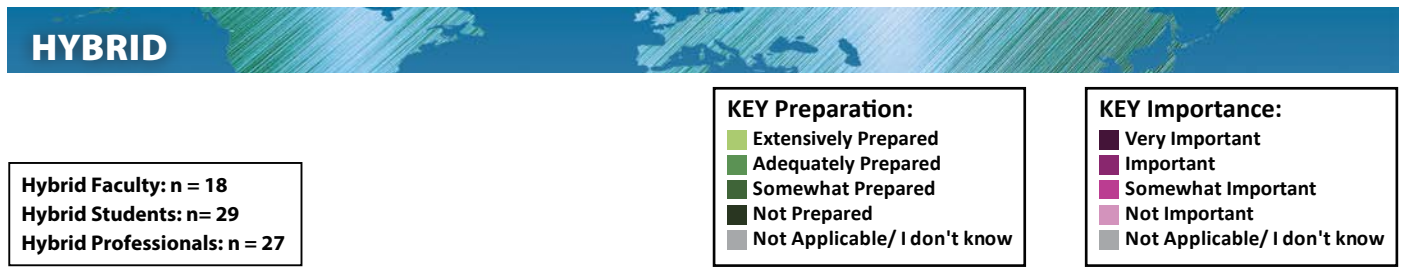 HYBRID
KEY Preparation:
Extensively Prepared
Adequately Prepared
Somewhat Prepared
Not Prepared
Not Applicable/ I don't know
KEY Importance:
Very Important
Important
Somewhat Important
Not Important
Not Applicable/ I don't know
Hybrid Faculty: n = 18
Hybrid Students: n= 29
Hybrid Professionals: n = 27